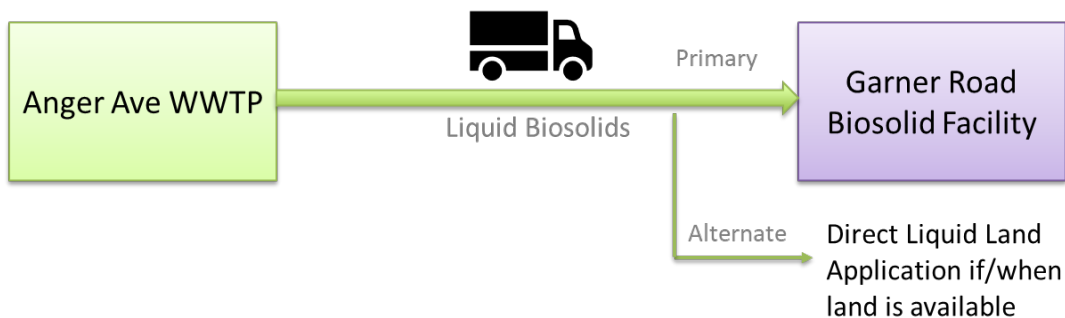 Anger Ave WWTP
Primary
Liquid Biosolids
Garner Road
Biosolid Facility
Alternate
Direct Liquid Land
Application if/when
land is available